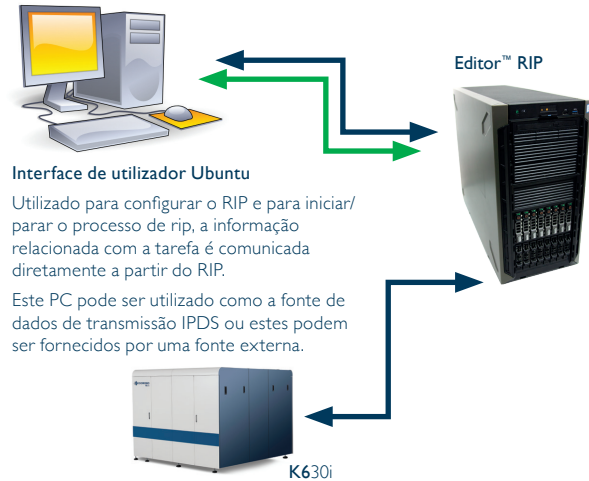 Editor™ RIP
Interface de utilizador Ubuntu
Utilizado para configurar o RIP e para iniciar/
parar o processo de rip, a informação
relacionada com a tarefa é comunicada
diretamente a partir do RIP.
Este PC pode ser utilizado como a fonte de
dados de transmissão IPDS ou estes podem
ser fornecidos por uma fonte externa.
K630i